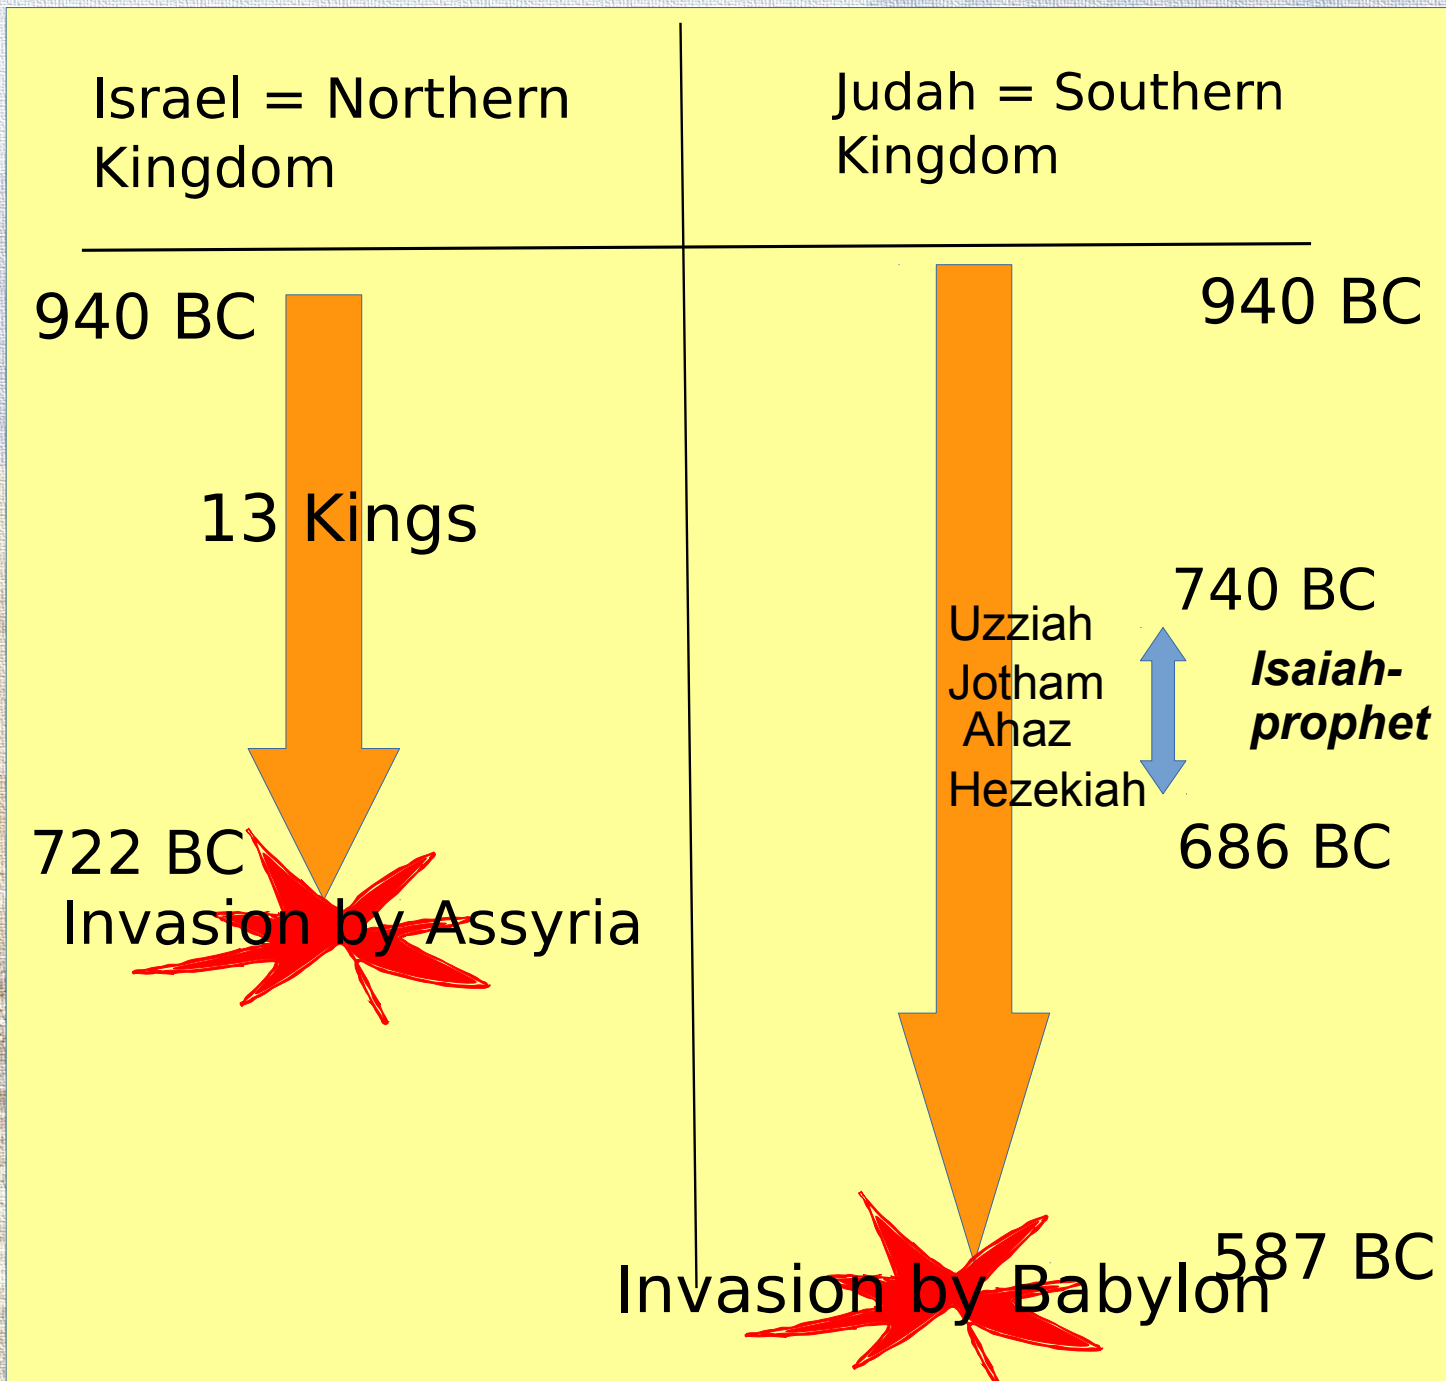 Israel = Northern
Kingdom
940 BC
13 Kings
722 BC
Invasion by Assyria
Judah = Southern
Kingdom
940 BC
740 BC
Uzziah
Jotham
Ahaz
Hezekiah
Isaiah-
prophet
686 BC
587 BC
Invasion by Babylon